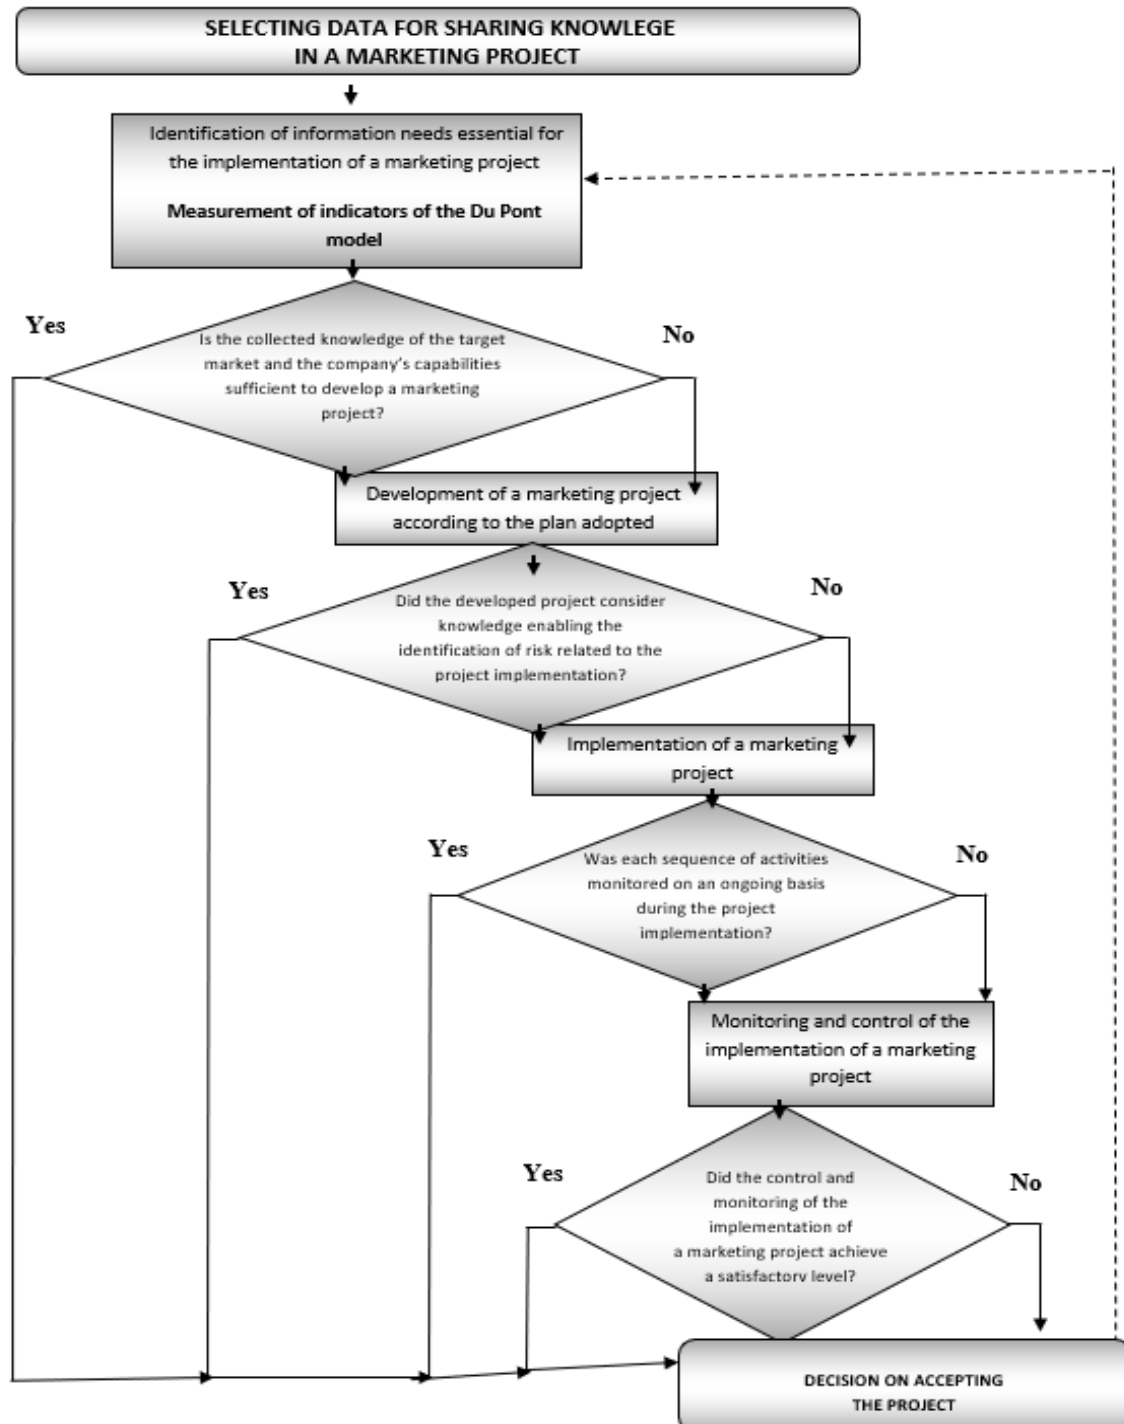 SELECTING DATA FOR SHARING KNOWLEGE
IN A MARKETING PROJECT
Identification of information needs essential for
the implementation of a marketing project
Measurement of indicators of the Du Pont
model
Yes
No
Is the collected knowledge of the target
market and the company's capabilities
sufficient to develop a marketing
project?
Development of a marketing project
according to the plan adopted
Yes
No
Did the developed project consider
knowledge enabling the
identification of risk related to the
project implementation?
Implementation of a marketing
project
Yes
No
Was each sequence of activities
monitored on an ongoing basis
during the project
implementation?
Monitoring and control of the
implementation of a marketing
project
Yes
No
Did the control and
monitoring of the
implementation of
a marketing project achieve
a satisfactory level?
DECISION ON ACCEPTING
THE PROJECT